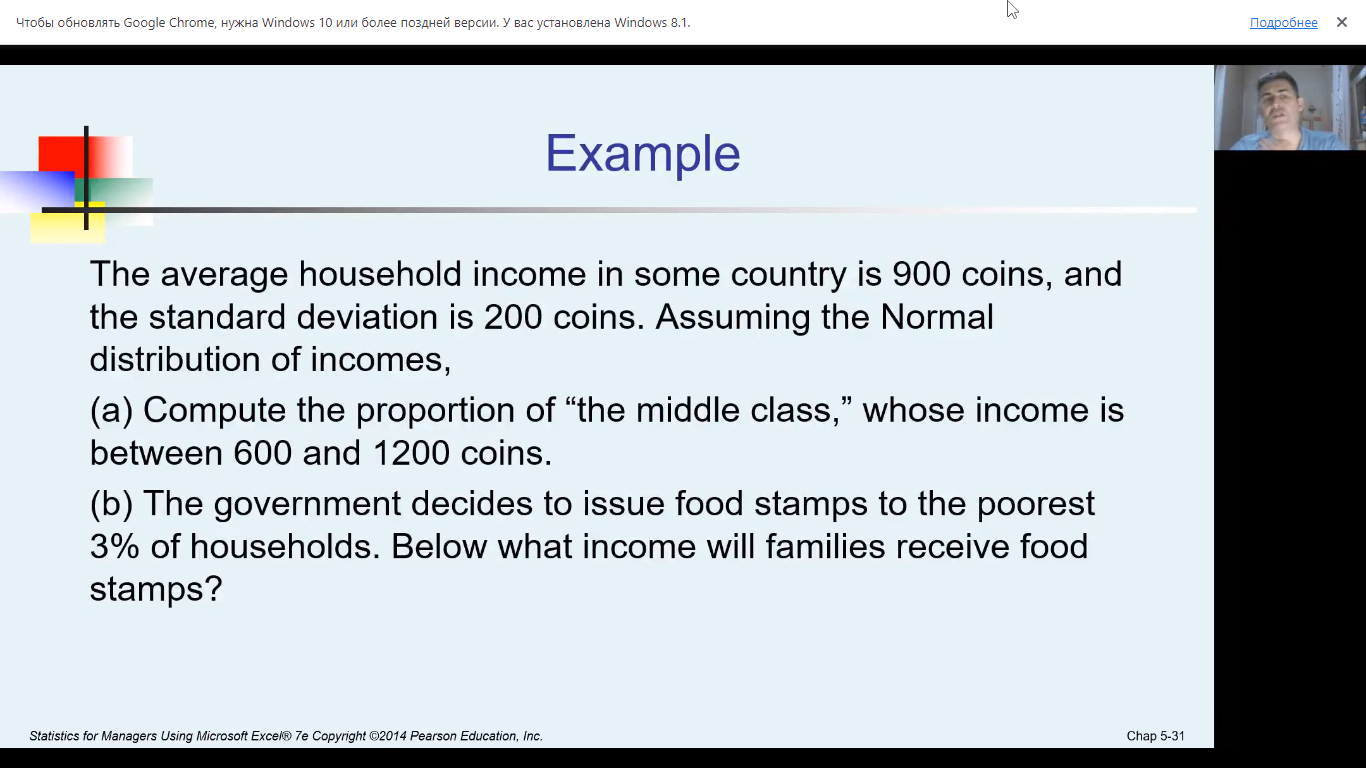 Чтобы обновлять Google Chrome, нужна Windows 10 или более поздней версии. У вас установлена Windows 8.1.
Подробнее
Example
The average household income in some country is 900 coins, and
the standard deviation is 200 coins. Assuming the Normal
distribution of incomes,
(a) Compute the proportion of “the middle class,” whose income is
between 600 and 1200 coins.
(b) The government decides to issue food stamps to the poorest
3% of households. Below what income will families receive food
stamps?
Statistics for Managers Using Microsoft Excel® 7e Copyright ©2014 Pearson Education, Inc.
Chap 5-31